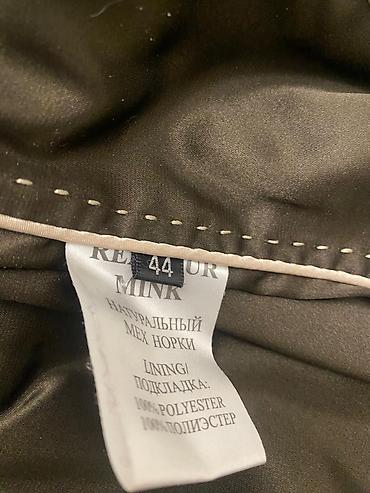 44
MINK
НАТУРАЛЬНЫЙ
МЕХ НОРКИ
LINING/
ПОДКЛАДКА:
100% POLYESTER
100% ПОЛИЭСТЕР